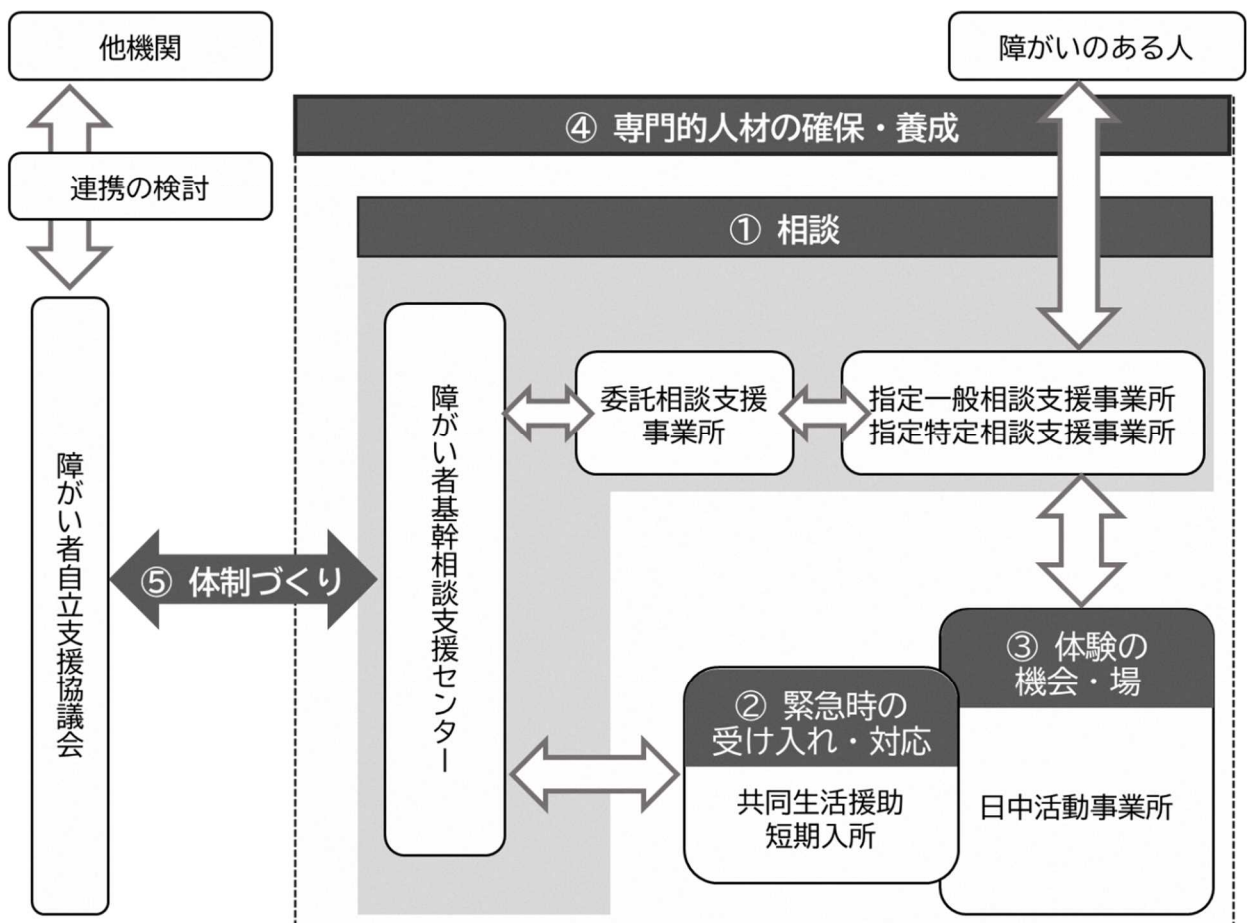 他機関
障がいのある人
④ 専門的人材の確保・養成
連携の検討
① 相談
障がい者自立支援協議会
障がい者基幹相談支援センター
委託相談支援
事業所
指定一般相談支援事業所
指定特定相談支援事業所
⑤ 体制づくり
③ 体験の
機会・場
② 緊急時の
受け入れ・対応
共同生活援助
短期入所
日中活動事業所